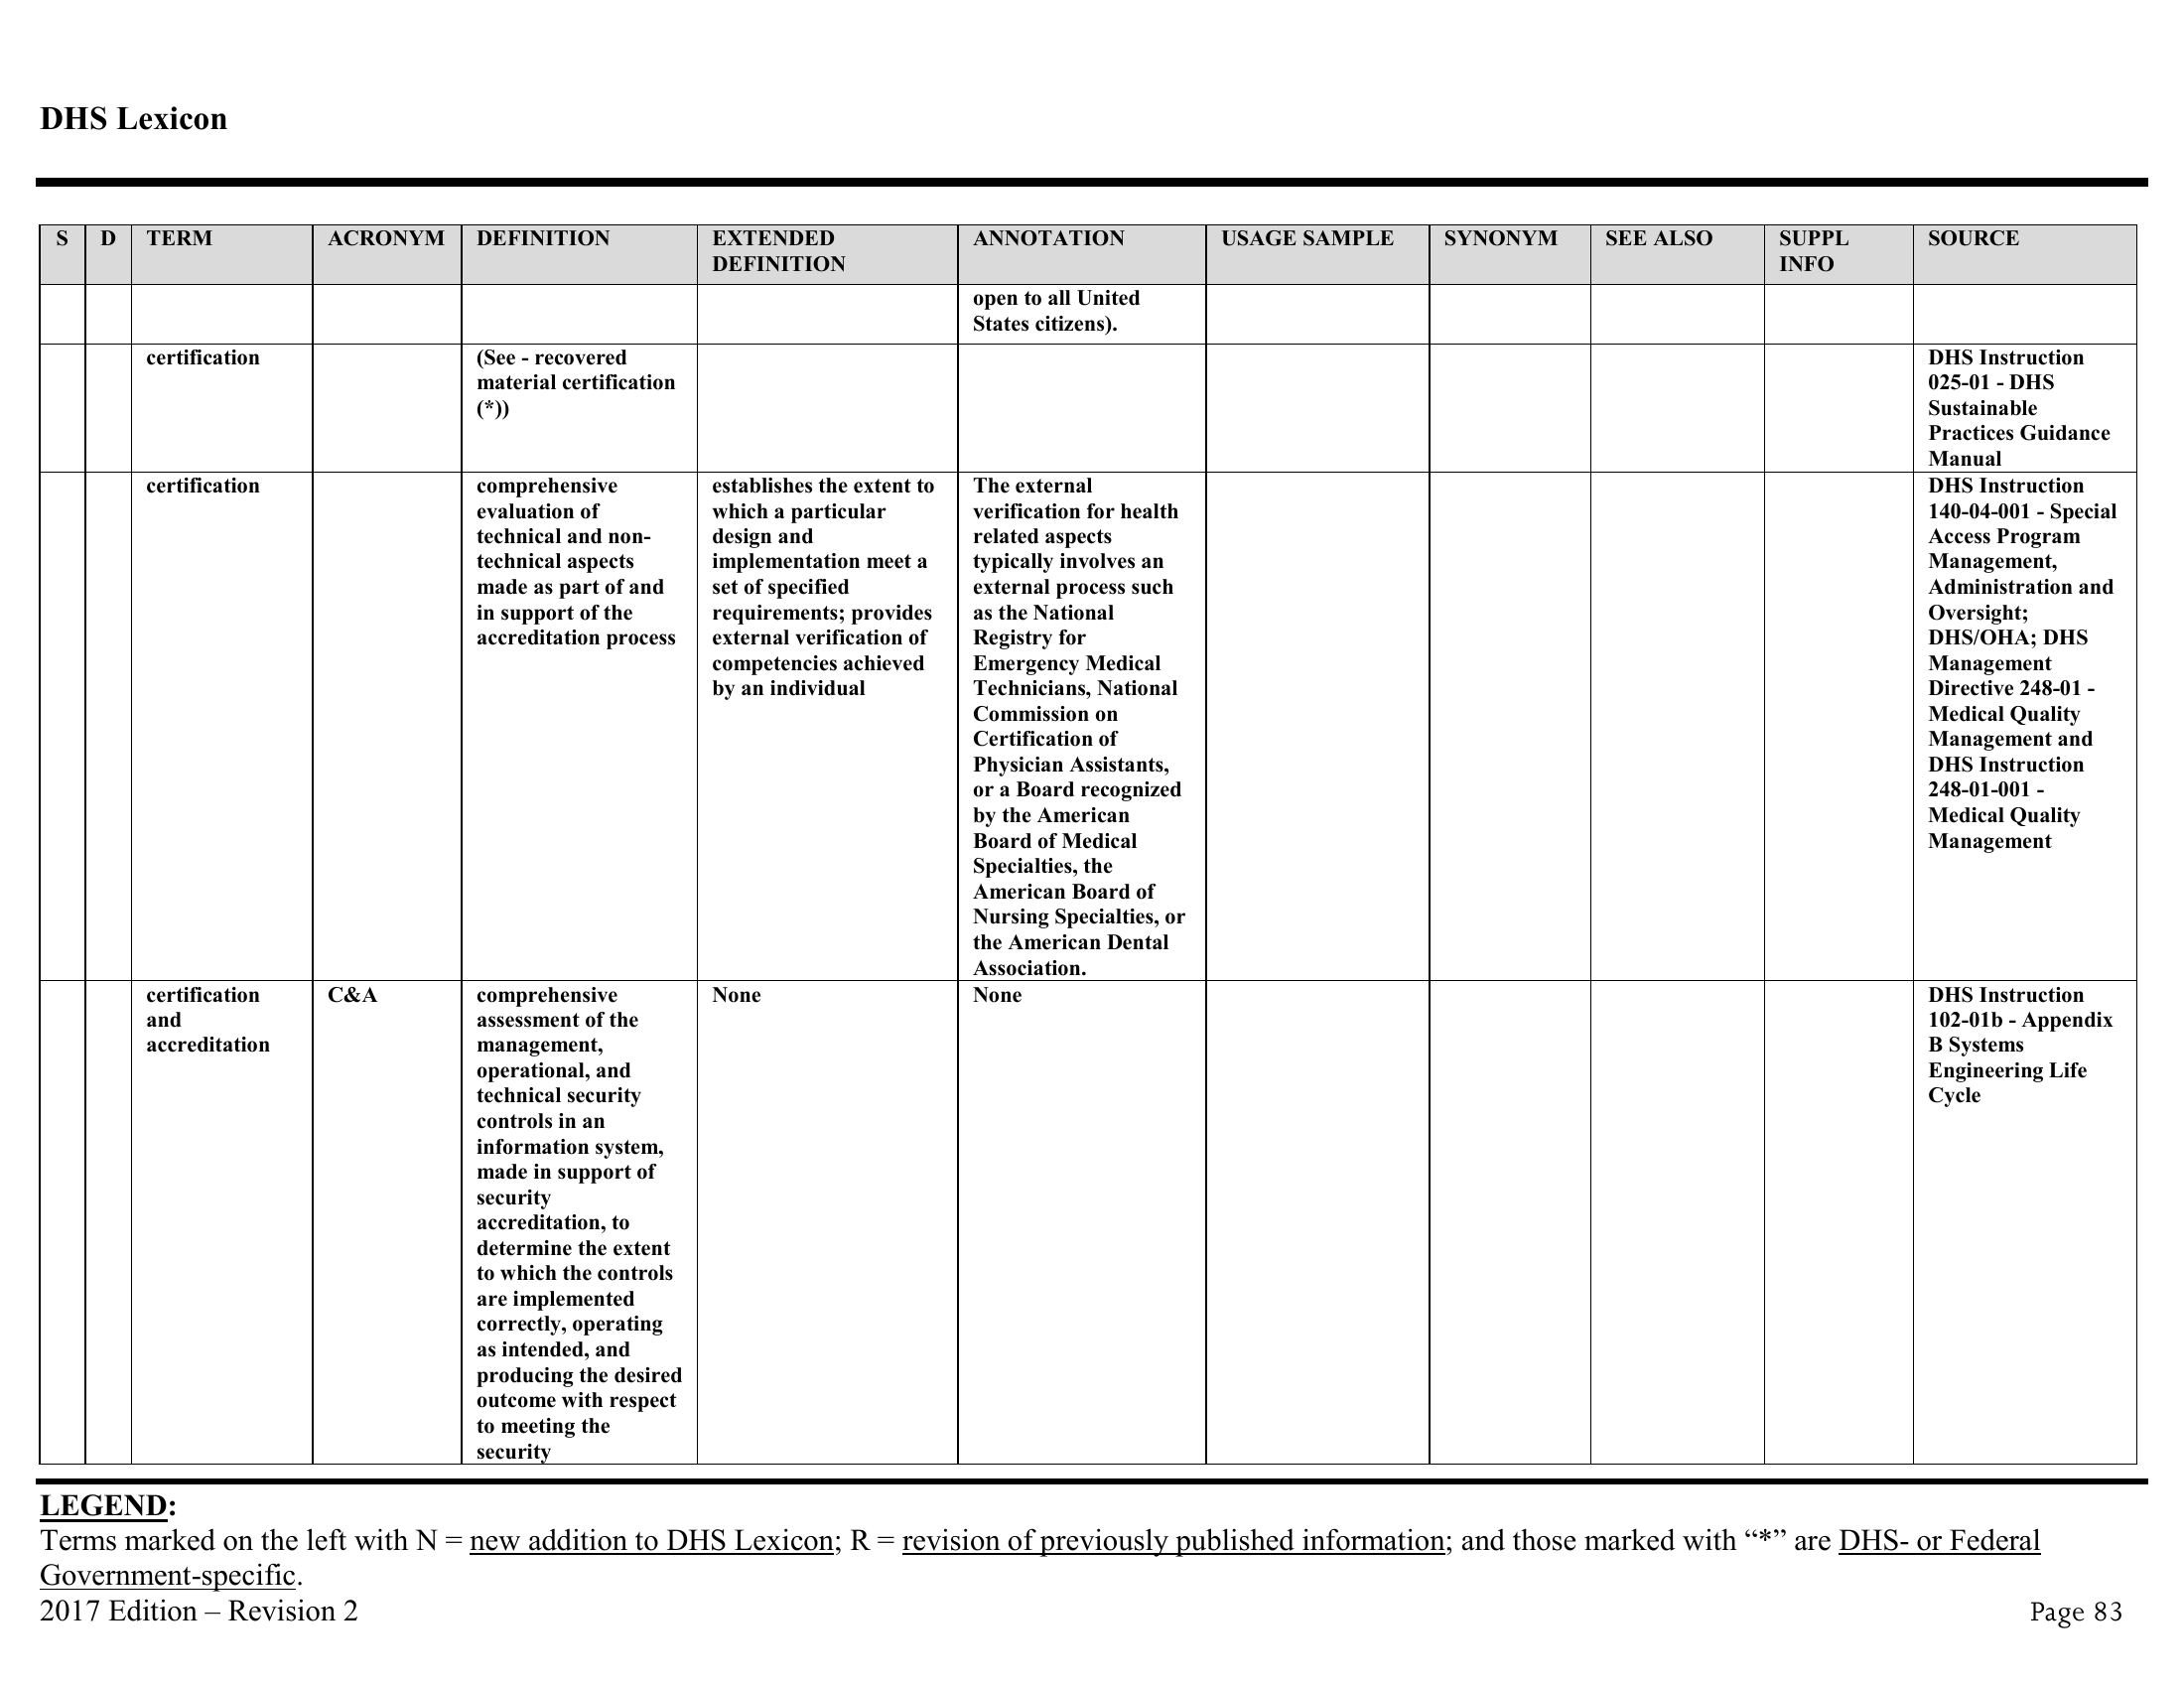 DHS Lexicon
S D TERM ACRONYM DEFINITION EXTENDED DEFINITION ANNOTATION USAGE SAMPLE SYNONYM SEE ALSO SUPPL INFO SOURCE
open to all United
States citizens).
certification
(See - recovered
material certification
(*))
DHS Instruction
025-01 - DHS
Sustainable
Practices Guidance
Manual
certification
comprehensive
evaluation of
technical and non-
technical aspects
made as part of and
in support of the
accreditation process
establishes the extent to
which a particular
design and
implementation meet a
set of specified
requirements; provides
external verification of
competencies achieved
by an individual
The external
verification for health
related aspects
typically involves an
external process such
as the National
Registry for
Emergency Medical
Technicians, National
Commission on
Certification of
Physician Assistants,
or a Board recognized
by the American
Board of Medical
Specialties, the
American Board of
Nursing Specialties, or
the American Dental
Association.
DHS Instruction
140-04-001 - Special
Access Program
Management,
Administration and
Oversight;
DHS/OHA; DHS
Management
Directive 248-01 -
Medical Quality
Management and
DHS Instruction
248-01-001 -
Medical Quality
Management
certification
and
accreditation
C&A
comprehensive
assessment of the
management,
operational, and
technical security
controls in an
information system,
made in support of
security
accreditation, to
determine the extent
to which the controls
are implemented
correctly, operating
as intended, and
producing the desired
outcome with respect
to meeting the
security
None
None
DHS Instruction
102-01b - Appendix
B Systems
Engineering Life
Cycle
LEGEND:
Terms marked on the left with N = new addition to DHS Lexicon; R = revision of previously published information; and those marked with “*” are DHS- or Federal
Government-specific.
2017 Edition – Revision 2
Page 83